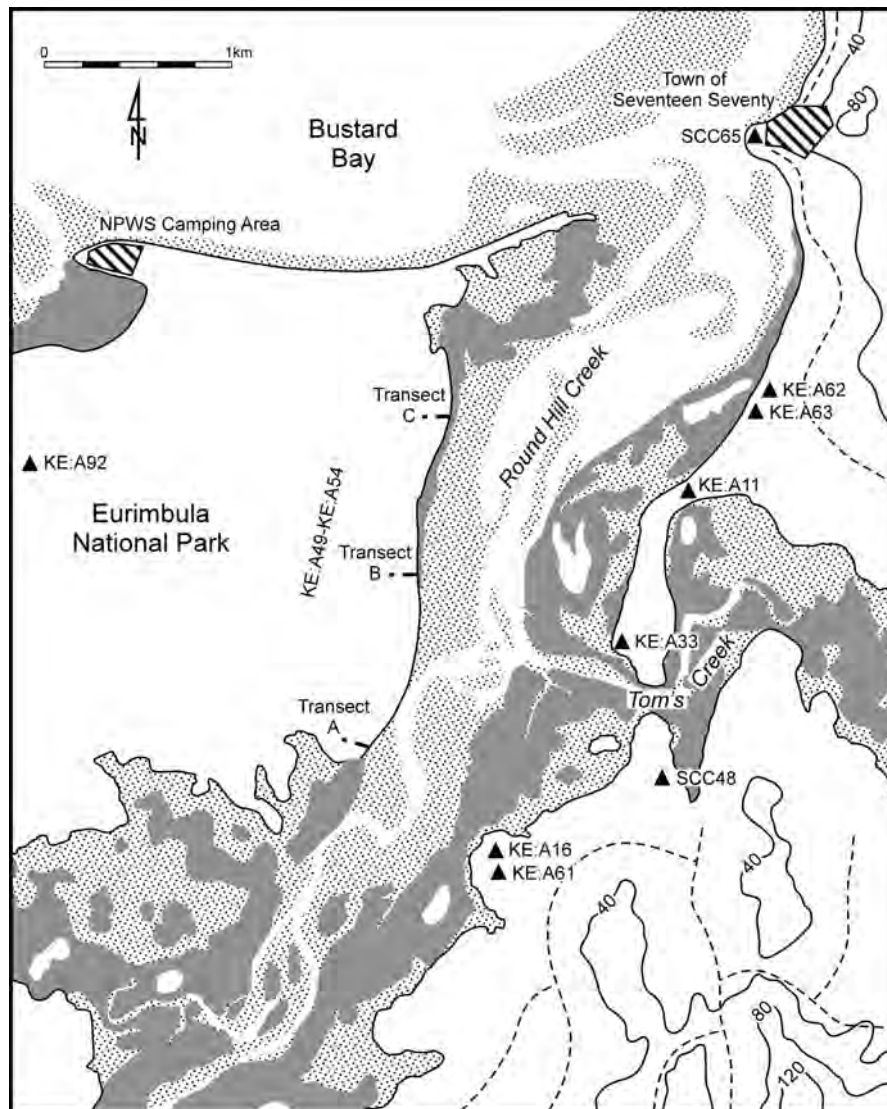 0 1km
N
Town of
Seventeen Seventy
40
80
SCC65
Bustard
Bay
NPWS Camping Area
Round Hill Creek
Transect
C
KE:A62
KE:A63
KE:A92
KE:A49-KE:A54
KE:A11
Eurimbula
National Park
Transect
B
KE:A33
Tom's Creek
Transect
A
SCC48
KE:A16
KE:A61
40
40
80
120